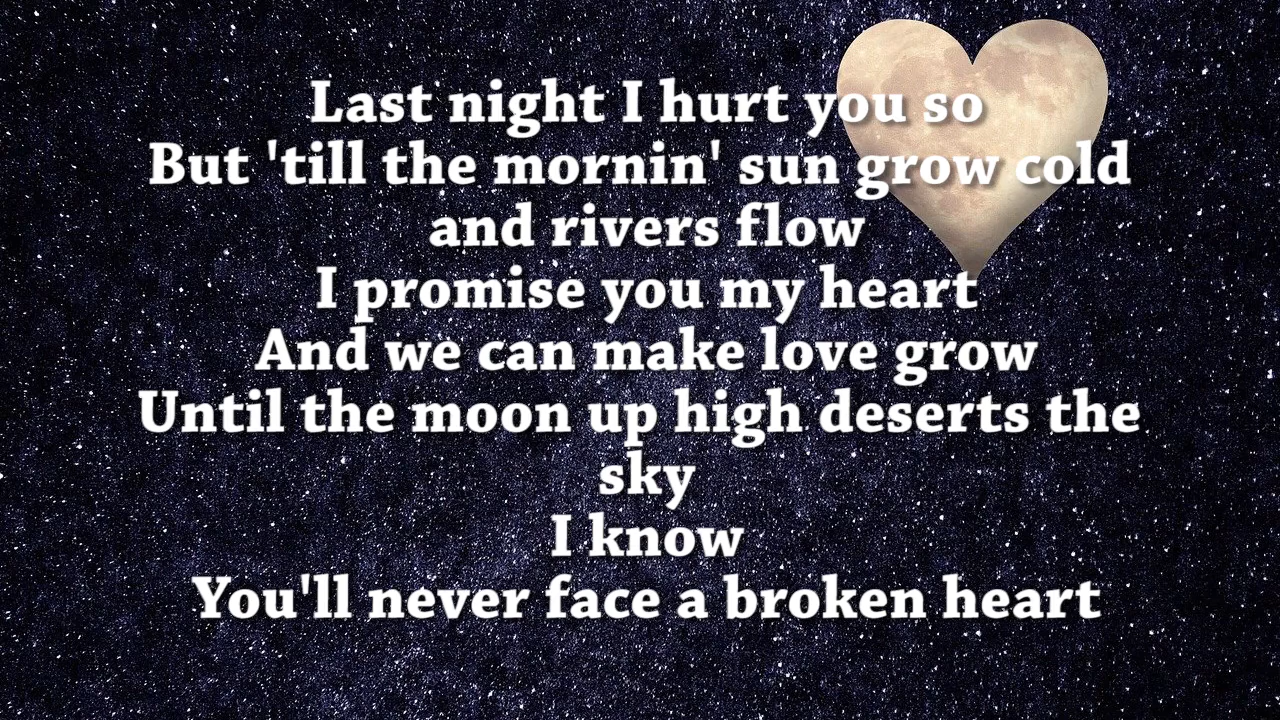 Last night I hurt you so
But 'till the mornin' sun grow cold
and rivers flow
I promise you my heart
And we can make love grow
Until the moon up high deserts the
sky
I know
You'll never face a broken heart